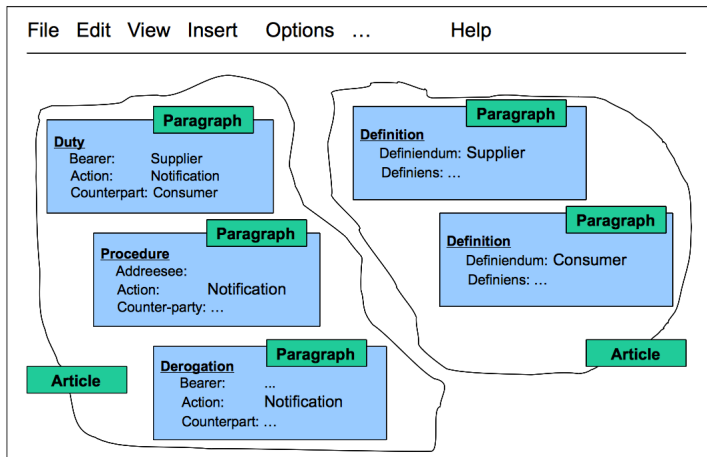 File Edit View Insert Options … Help
Paragraph
Duty
Bearer: Supplier
Action: Notification
Counterpart: Consumer
Paragraph
Procedure
Addreesee:
Action: Notification
Counter-party: …
Paragraph
Derogation
Bearer: ...
Action: Notification
Counterpart: …
Article
Paragraph
Definition
Definiendum: Supplier
Definiens: …
Paragraph
Definition
Definiendum: Consumer
Definiens: …
Article